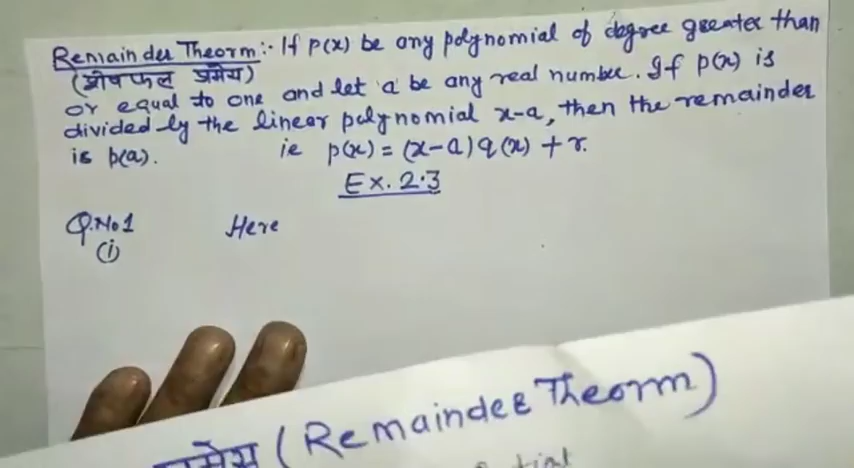 Remainder Theorm:- If p(x) be any polynomial of degree greater than
(शेषफल प्रमेय)
or equal to one and let 'a' be any real number. If p(x) is
divided by the linear polynomial x-a, then the remainder
is p(a). ie p(x) = (x-a) q(x) + r.
Ex. 2.3
Q.No1 Here
(i)
(Remainder Theorm)